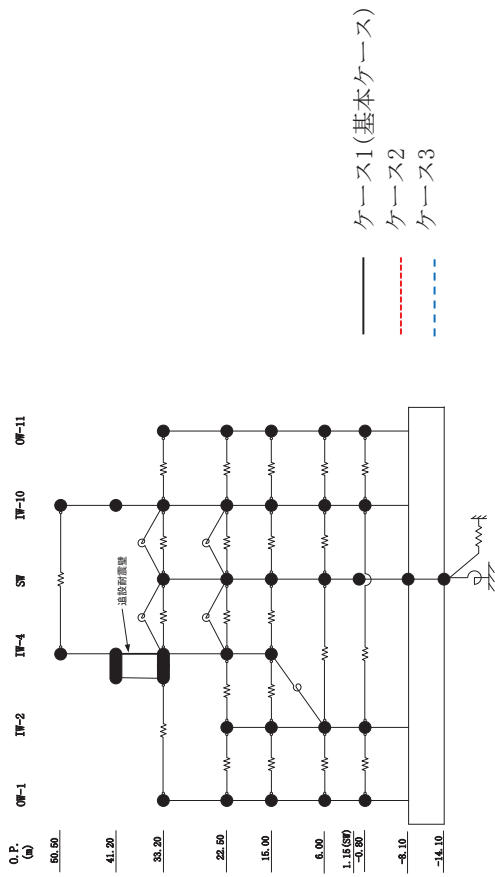 O.P.
(m)
OW-1
IW-2
IW-4
SW
IW-10
OW-11
50.50
41.20
33.20
22.50
15.00
6.00
1.15(SW)
-0.80
-8.10
-14.10
追設耐震壁
ケース1(基本ケース)
ケース2
ケース3